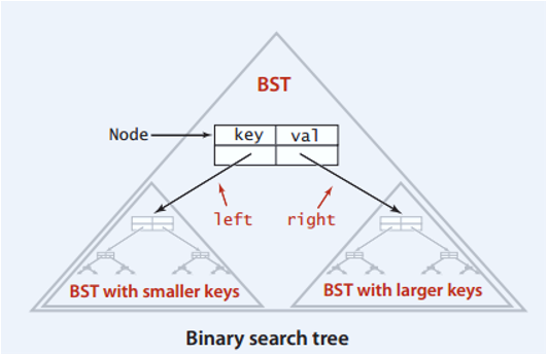 BST
Node
key val
left right
BST with smaller keys
BST with larger keys
Binary search tree